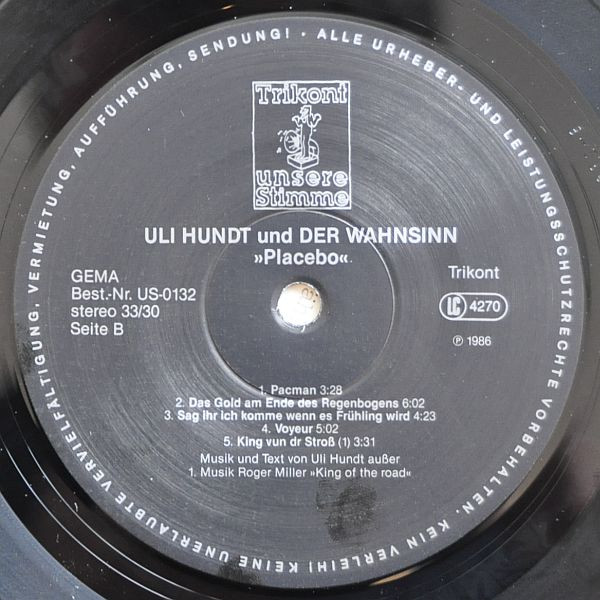 ALLE URHEBER- UND LEISTUNGSSCHUTZRECHTE VORBEHALTEN. KEIN VERLEIH! KEINE UNERLAUBTE VERVIELFÄLTIGUNG, VERMIETUNG, AUFFÜHRUNG, SENDUNG! ·
Trikont
unsere
Stimme
ULI HUNDT und DER WAHNSINN
»Placebo«
GEMA
Best.-Nr. US-0132
stereo 33/30
Seite B
Trikont
LC 4270
℗ 1986
1. Pacman 3:28
2. Das Gold am Ende des Regenbogens 6:02
3. Sag ihr ich komme wenn es Frühling wird 4:23
4. Voyeur 5:02
5. King vun dr Stroß (1) 3:31
Musik und Text von Uli Hundt außer
1. Musik Roger Miller »King of the road«